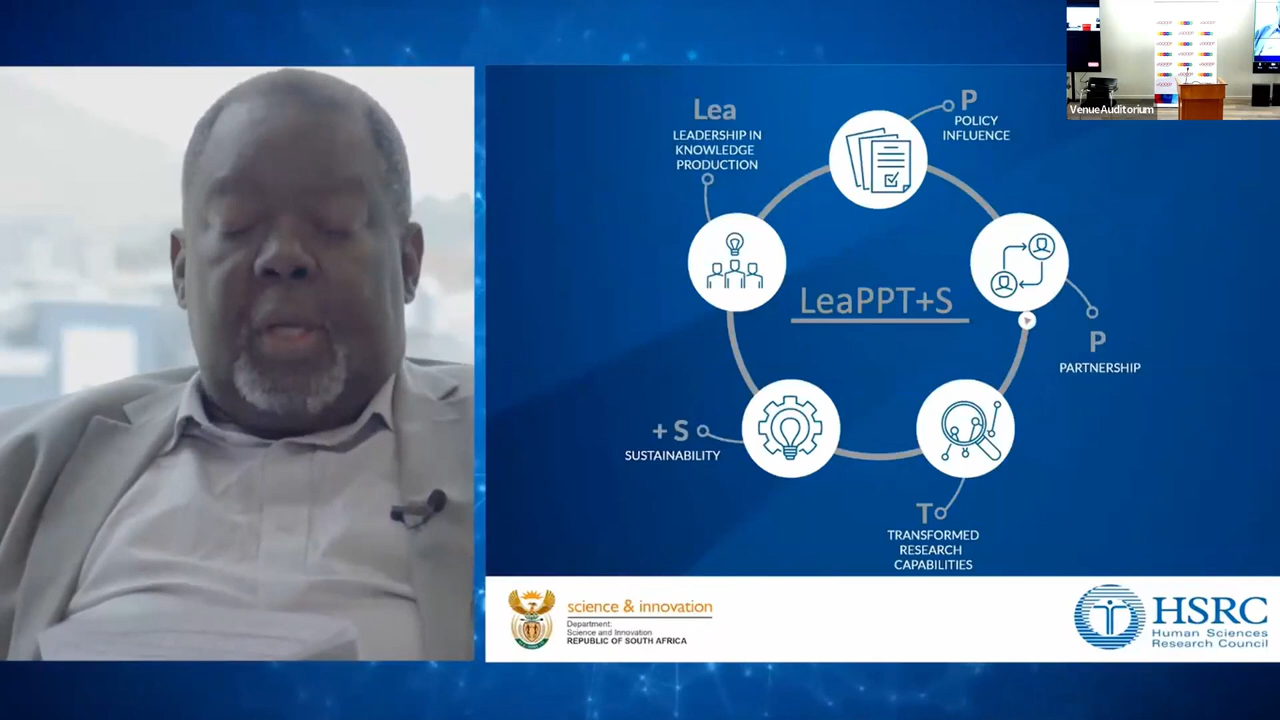 VenueAuditorium
Lea
LEADERSHIP IN
KNOWLEDGE
PRODUCTION
P
POLICY
INFLUENCE
LeaPPT+S
P
PARTNERSHIP
+ S
SUSTAINABILITY
T
TRANSFORMED
RESEARCH
CAPABILITIES
science & innovation
Department:
Science and Innovation
REPUBLIC OF SOUTH AFRICA
HSRC
Human Sciences
Research Council